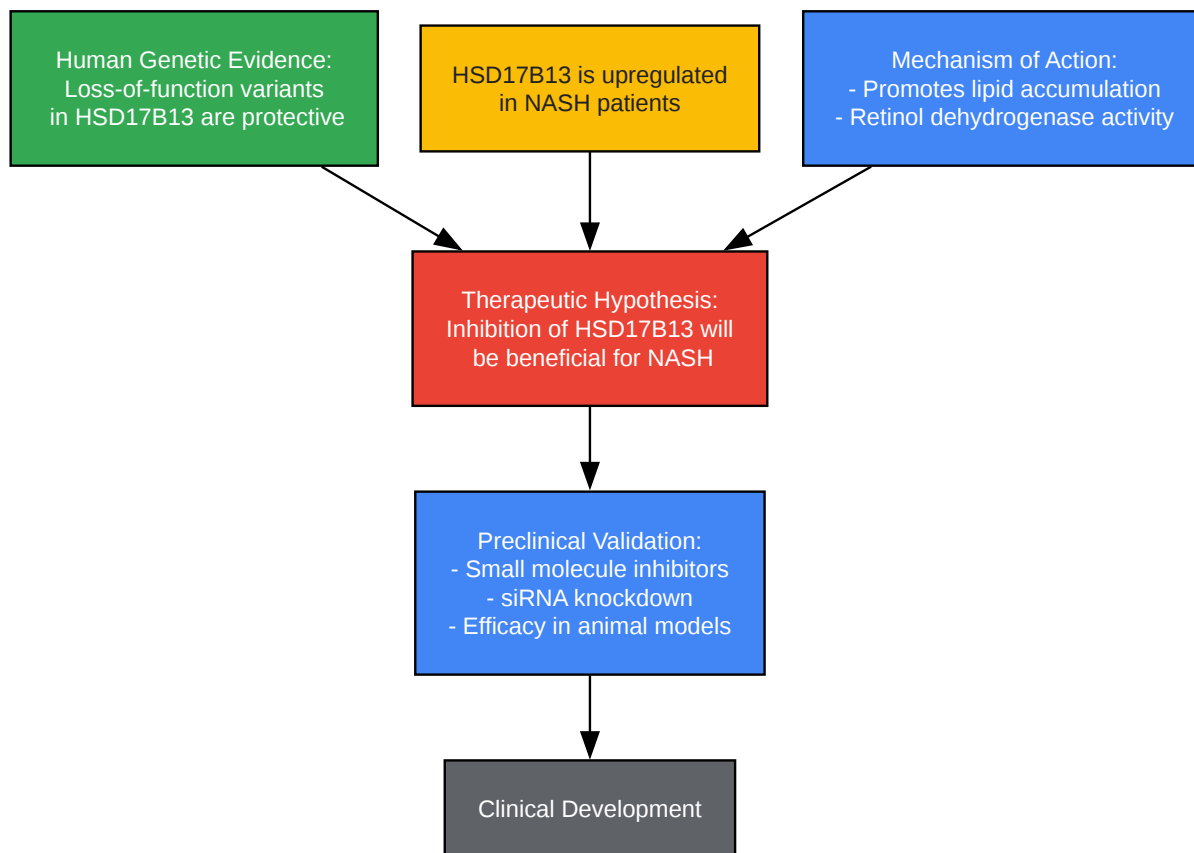 Human Genetic Evidence:
Loss-of-function variants
in HSD17B13 are protective
HSD17B13 is upregulated
in NASH patients
Mechanism of Action:
- Promotes lipid accumulation
- Retinol dehydrogenase activity
Therapeutic Hypothesis:
Inhibition of HSD17B13 will
be beneficial for NASH
Preclinical Validation:
- Small molecule inhibitors
- siRNA knockdown
- Efficacy in animal models
Clinical Development